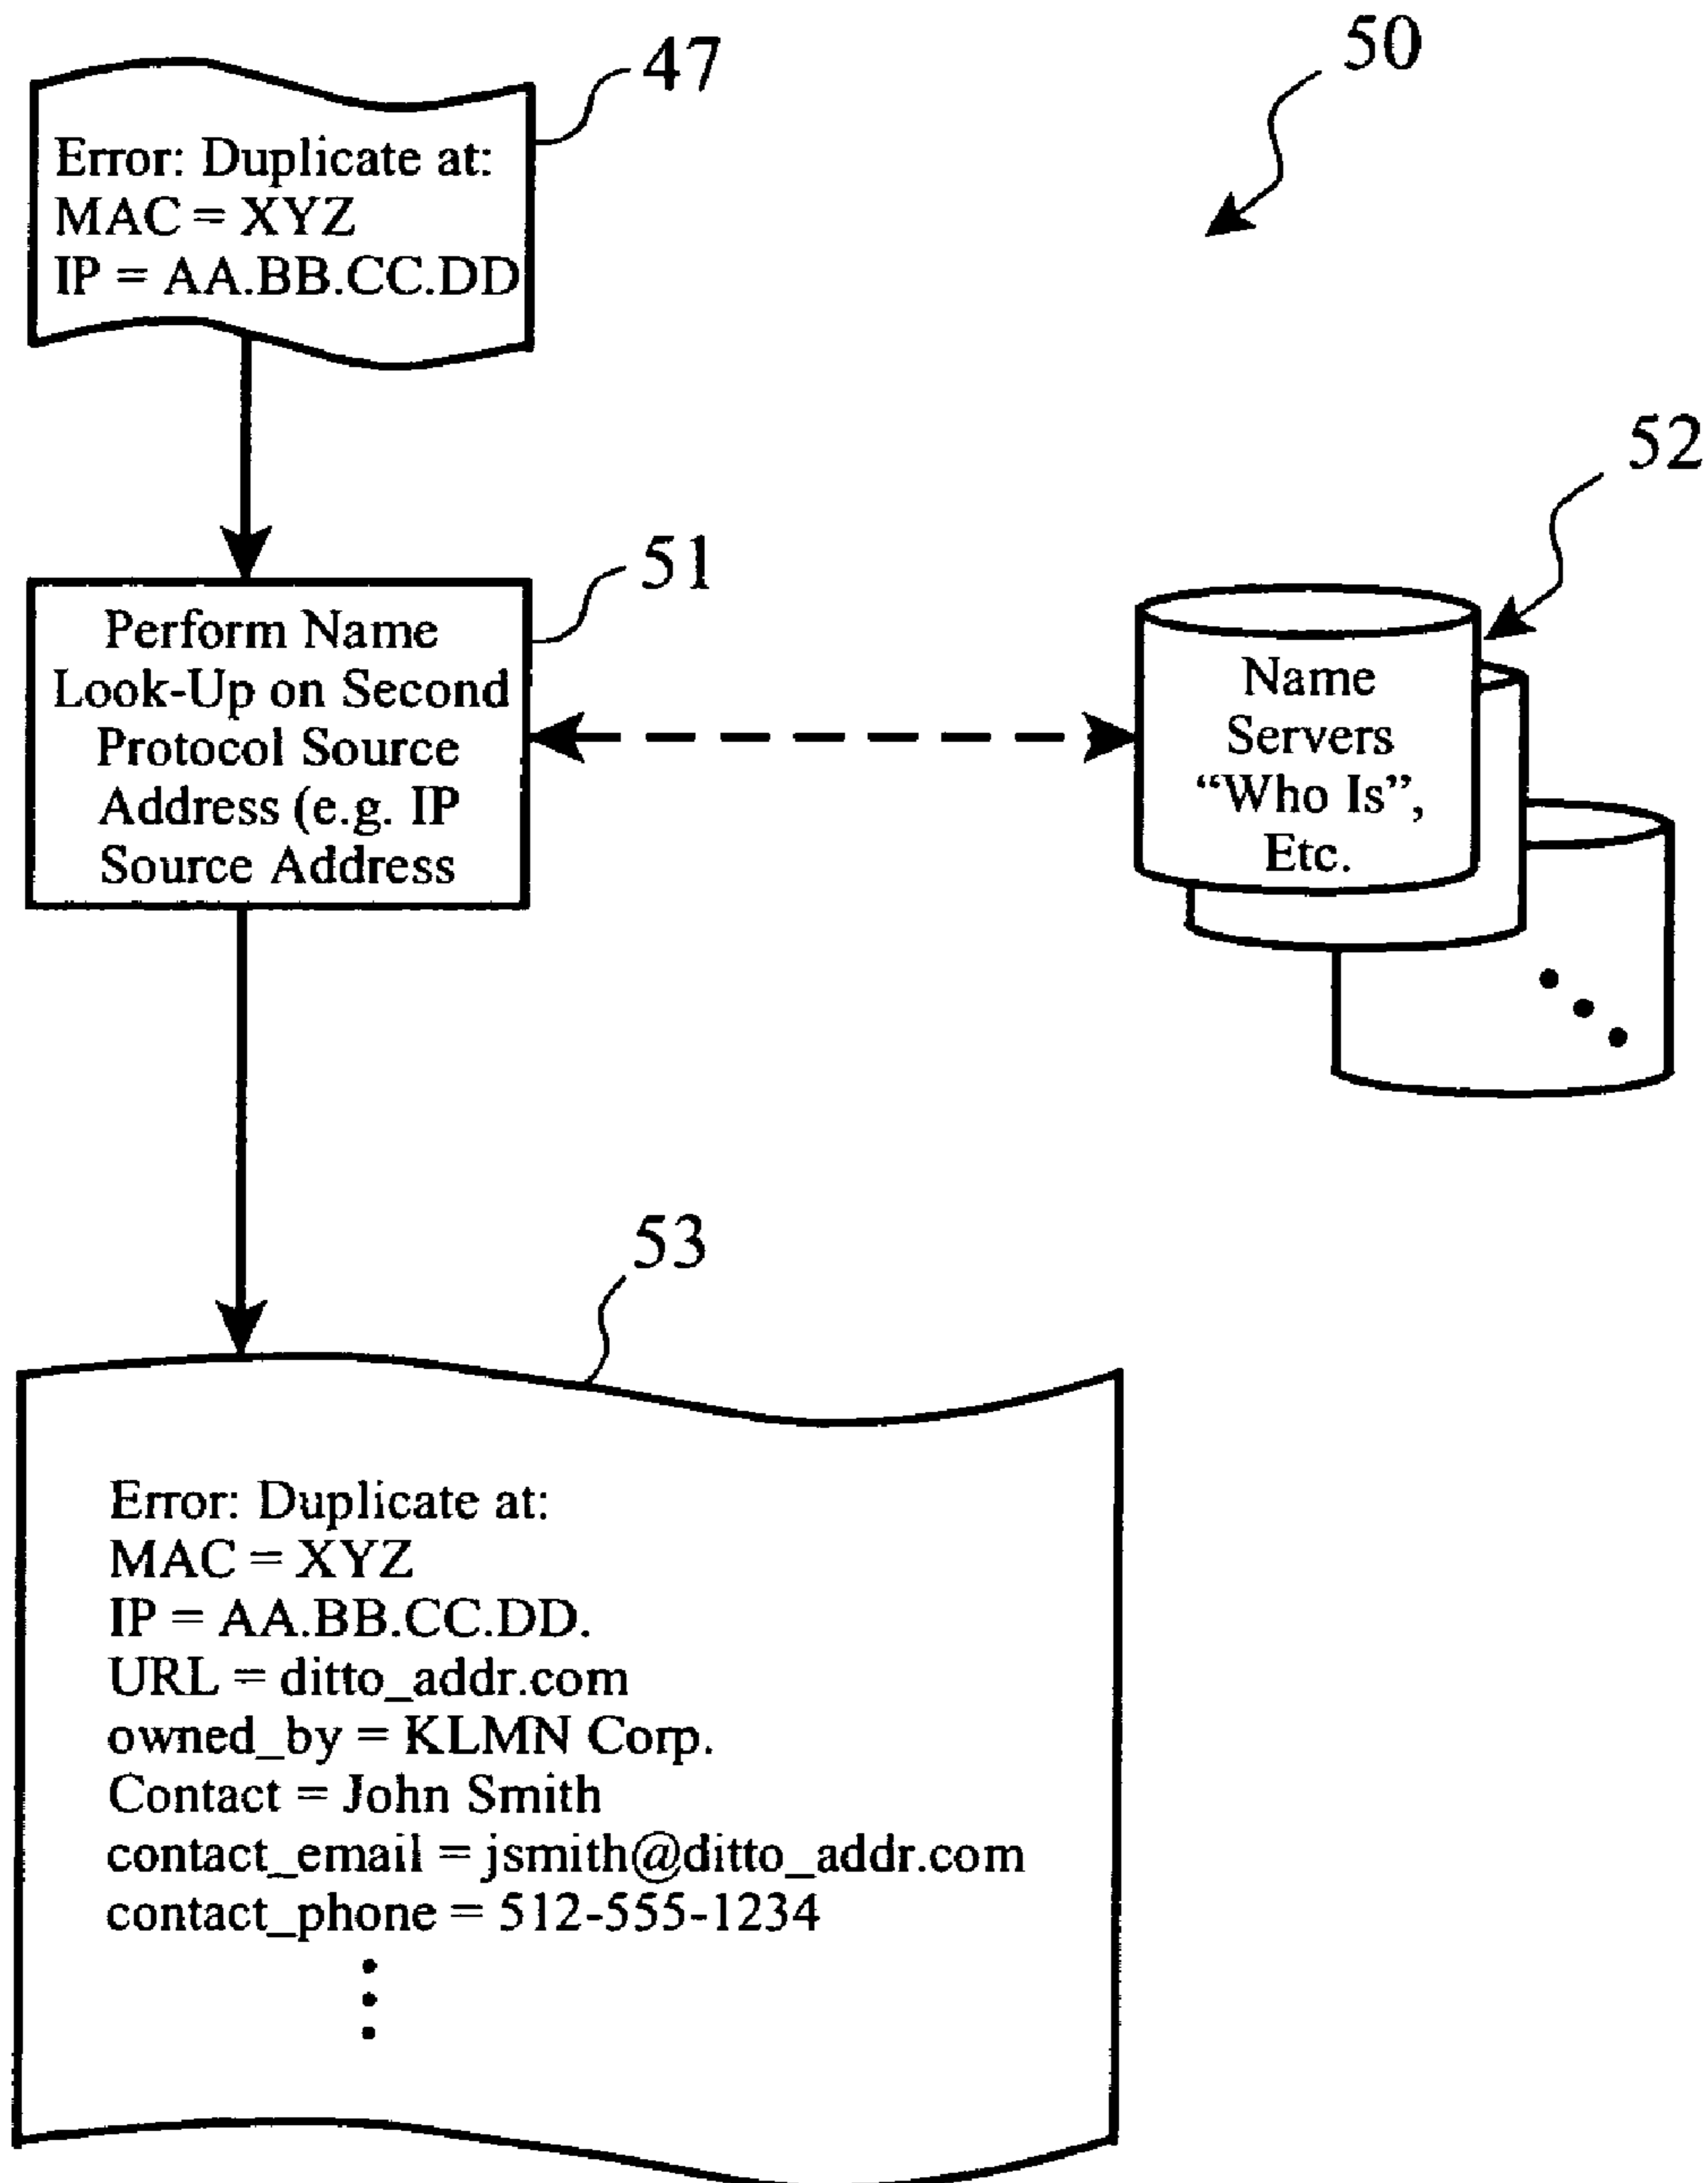 50
47
Error: Duplicate at:
MAC = XYZ
IP = AA.BB.CC.DD
52
51
Perform Name
Look-Up on Second
Protocol Source
Address (e.g. IP
Source Address
Name
Servers
“Who Is”,
Etc.
53
Error: Duplicate at:
MAC = XYZ
IP = AA.BB.CC.DD.
URL = ditto_addr.com
owned_by = KLMN Corp.
Contact = John Smith
contact_email = jsmith@ditto_addr.com
contact_phone = 512-555-1234